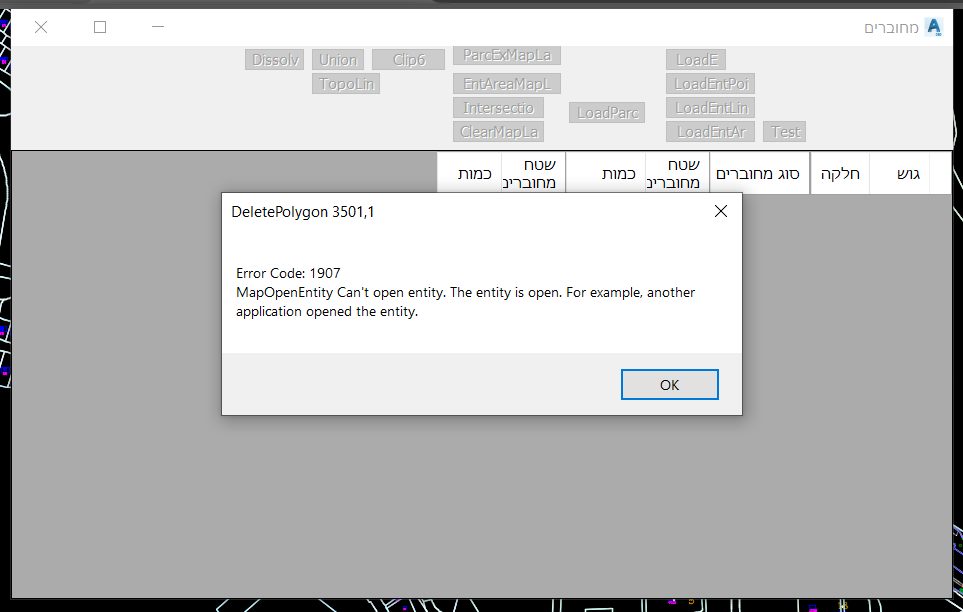 מחוברים
Dissolv Union Clip6 ParcExMapLa LoadE
TopoLin EntAreaMapL LoadEntPoi
Intersectio LoadParc LoadEntLin
ClearMapLa LoadEntAr Test
גוש חלקה סוג מחוברים שטח מחוברים כמות שטח מחוברים כמות
DeletePolygon 3501,1
Error Code: 1907
MapOpenEntity Can't open entity. The entity is open. For example, another
application opened the entity.
OK